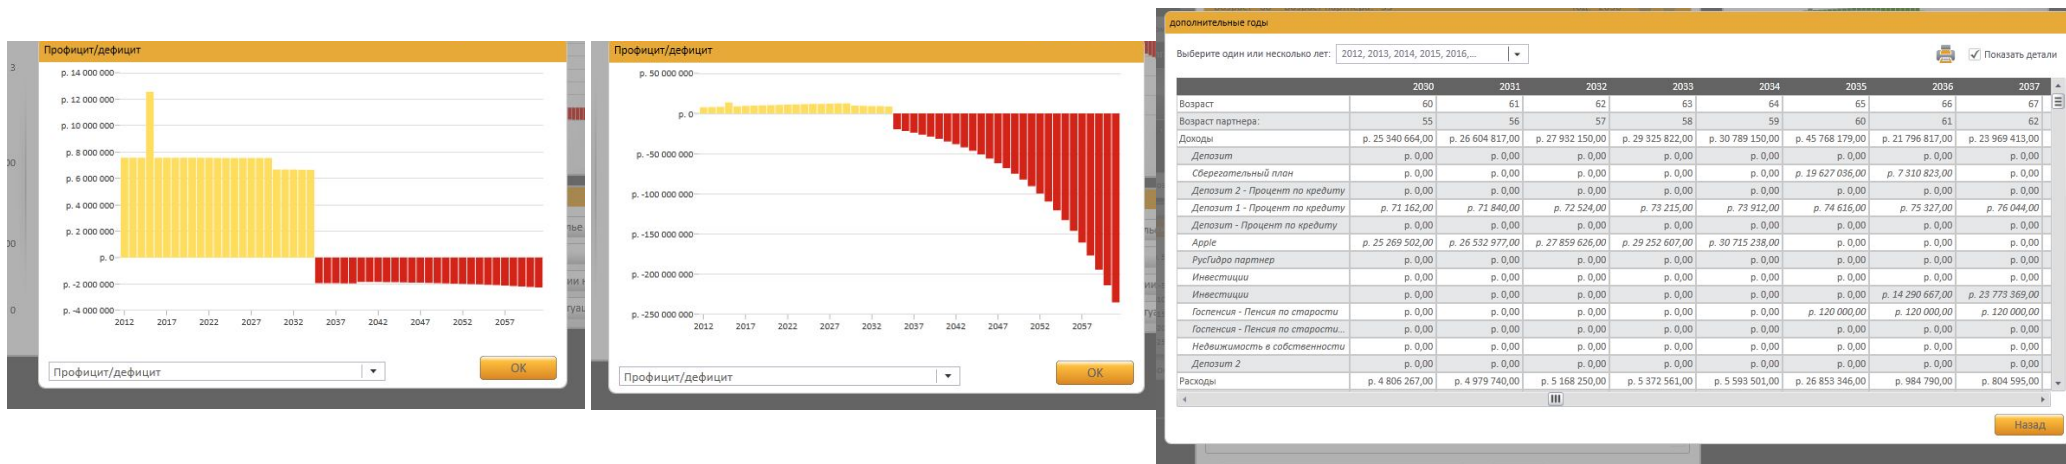 Профицит/дефицит
р. 14 000 000
р. 12 000 000
р. 10 000 000
р. 8 000 000
р. 6 000 000
р. 4 000 000
р. 2 000 000
р. 0
р. -2 000 000
р. -4 000 000
2012 2017 2022 2027 2032 2037 2042 2047 2052 2057
Профицит/дефицит
ОК
Профицит/дефицит
р. 50 000 000
р. 0
р. -50 000 000
р. -100 000 000
р. -150 000 000
р. -200 000 000
р. -250 000 000
2012 2017 2022 2027 2032 2037 2042 2047 2052 2057
Профицит/дефицит
ОК
дополнительные годы
Выберите один или несколько лет: 2012, 2013, 2014, 2015, 2016,... Показать детали
2030 2031 2032 2033 2034 2035 2036 2037
Возраст 60 61 62 63 64 65 66 67
Возраст партнера: 55 56 57 58 59 60 61 62
Доходы р. 25 340 664,00 р. 26 604 817,00 р. 27 932 150,00 р. 29 325 822,00 р. 30 789 150,00 р. 45 768 179,00 р. 21 796 817,00 р. 23 969 413,00
Депозит р. 0,00 р. 0,00 р. 0,00 р. 0,00 р. 0,00 р. 0,00 р. 0,00 р. 0,00
Сберегательный план р. 0,00 р. 0,00 р. 0,00 р. 0,00 р. 0,00 р. 19 627 036,00 р. 7 310 823,00 р. 0,00
Депозит 2 - Процент по кредиту р. 0,00 р. 0,00 р. 0,00 р. 0,00 р. 0,00 р. 0,00 р. 0,00 р. 0,00
Депозит 1 - Процент по кредиту р. 71 162,00 р. 71 840,00 р. 72 524,00 р. 73 215,00 р. 73 912,00 р. 74 616,00 р. 75 327,00 р. 76 044,00
Депозит - Процент по кредиту р. 0,00 р. 0,00 р. 0,00 р. 0,00 р. 0,00 р. 0,00 р. 0,00 р. 0,00
Apple р. 25 269 502,00 р. 26 532 977,00 р. 27 859 626,00 р. 29 252 607,00 р. 30 715 238,00 р. 0,00 р. 0,00 р. 0,00
РусГидро партнер р. 0,00 р. 0,00 р. 0,00 р. 0,00 р. 0,00 р. 0,00 р. 0,00 р. 0,00
Инвестиции р. 0,00 р. 0,00 р. 0,00 р. 0,00 р. 0,00 р. 0,00 р. 0,00 р. 0,00
Инвестиции р. 0,00 р. 0,00 р. 0,00 р. 0,00 р. 0,00 р. 0,00 р. 14 290 667,00 р. 23 773 369,00
Госпенсия - Пенсия по старости р. 0,00 р. 0,00 р. 0,00 р. 0,00 р. 0,00 р. 120 000,00 р. 120 000,00 р. 120 000,00
Госпенсия - Пенсия по старости... р. 0,00 р. 0,00 р. 0,00 р. 0,00 р. 0,00 р. 0,00 р. 0,00 р. 0,00
Недвижимость в собственности р. 0,00 р. 0,00 р. 0,00 р. 0,00 р. 0,00 р. 0,00 р. 0,00 р. 0,00
Депозит 2 р. 0,00 р. 0,00 р. 0,00 р. 0,00 р. 0,00 р. 0,00 р. 0,00 р. 0,00
Расходы р. 4 806 267,00 р. 4 979 740,00 р. 5 168 250,00 р. 5 372 561,00 р. 5 593 501,00 р. 26 853 346,00 р. 984 790,00 р. 804 595,00
Назад